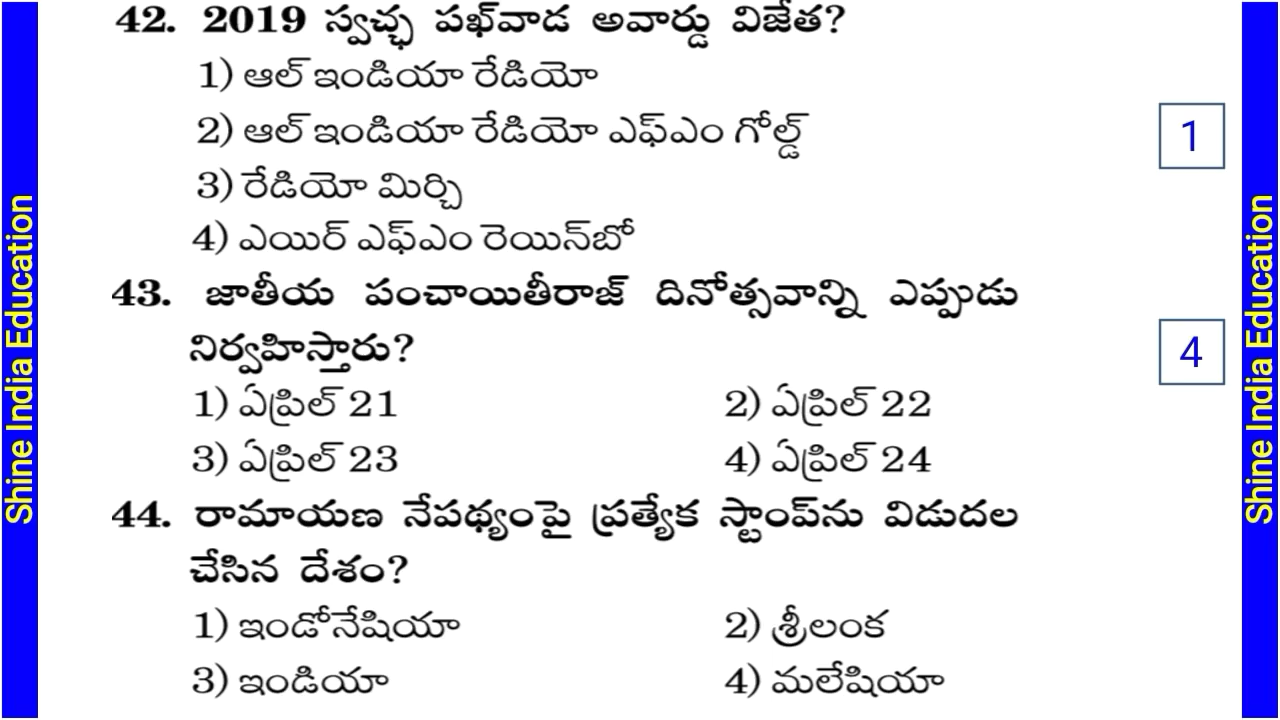 42. 2019 స్వచ్ఛ పఖ్‌వాడ అవార్డు విజేత?
1) ఆల్ ఇండియా రేడియో
2) ఆల్ ఇండియా రేడియో ఎఫ్ఎం గోల్డ్
1
3) రేడియో మిర్చి
4) ఎయిర్ ఎఫ్ఎం రెయిన్‌బో
43. జాతీయ పంచాయితీరాజ్ దినోత్సవాన్ని ఎప్పుడు
నిర్వహిస్తారు?
4
1) ఏప్రిల్ 21 2) ఏప్రిల్ 22
3) ఏప్రిల్ 23 4) ఏప్రిల్ 24
44. రామాయణ నేపథ్యంపై ప్రత్యేక స్టాంప్‌ను విడుదల
చేసిన దేశం?
1) ఇండోనేషియా 2) శ్రీలంక
3) ఇండియా 4) మలేషియా
Shine India Education
Shine India Education